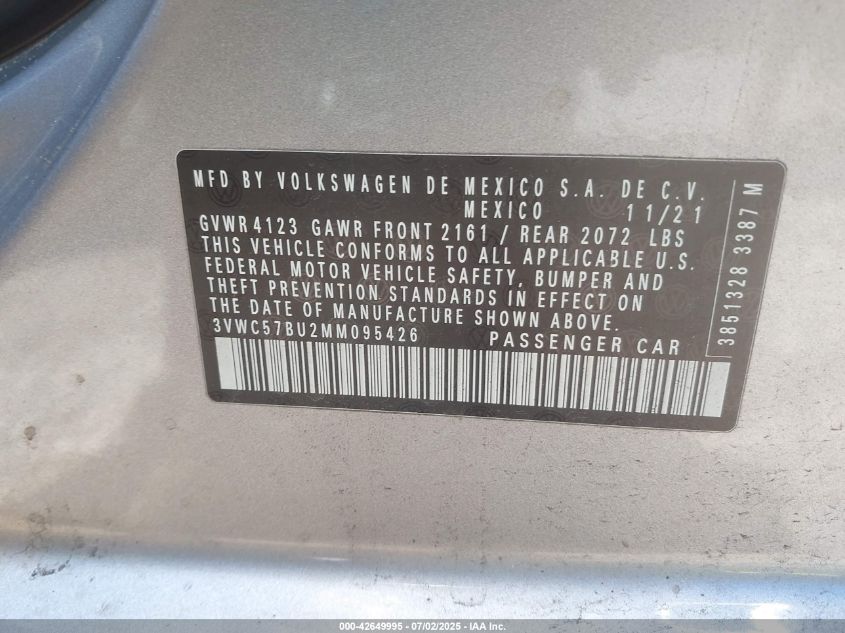 MFD BY VOLKSWAGEN DE MEXICO S.A. DE C.V.
MEXICO 11/21
GVWR 4123 GAWR FRONT 2161 / REAR 2072 LBS
THIS VEHICLE CONFORMS TO ALL APPLICABLE U.S.
FEDERAL MOTOR VEHICLE SAFETY, BUMPER AND
THEFT PREVENTION STANDARDS IN EFFECT ON
THE DATE OF MANUFACTURE SHOWN ABOVE.
3VWC57BU2MM095426 PASSENGER CAR
3851328 3387 M
000-42649995 - 07/02/2025 - IAA Inc.